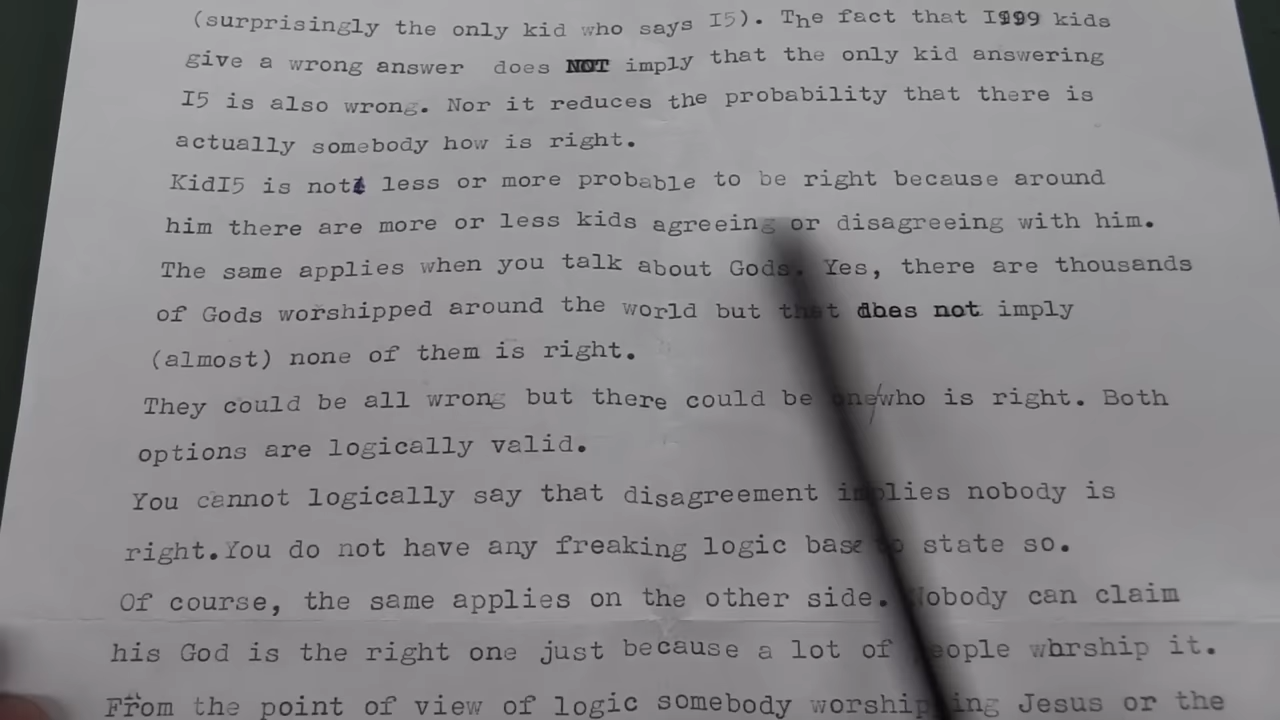 (surprisingly the only kid who says I5). The fact that I999 kids
give a wrong answer does NOT imply that the only kid answering
I5 is also wrong. Nor it reduces the probability that there is
actually somebody how is right.
KidI5 is not less or more probable to be right because around
him there are more or less kids agreeing or disagreeing with him.
The same applies when you talk about Gods. Yes, there are thousands
of Gods worshipped around the world but that does not imply
(almost) none of them is right.
They could be all wrong but there could be one/who is right. Both
options are logically valid.
You cannot logically say that disagreement implies nobody is
right.You do not have any freaking logic base to state so.
Of course, the same applies on the other side. Nobody can claim
his God is the right one just because a lot of people worship it.
From the point of view of logic somebody worshipping Jesus or the